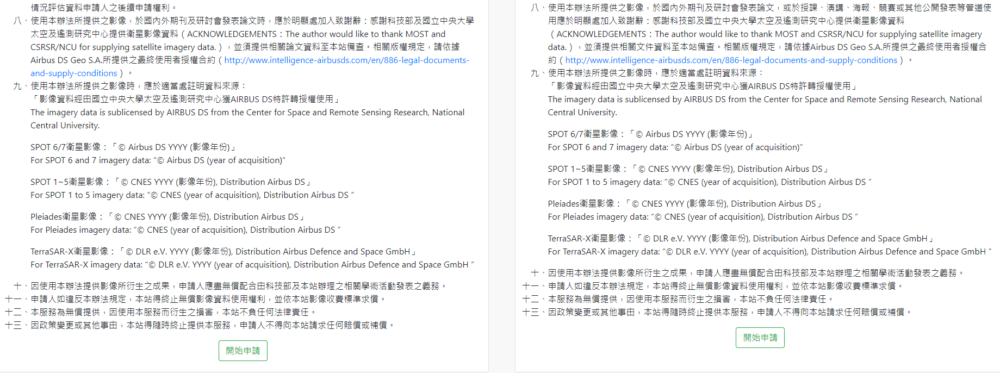 情況評估資料申請人之後續申請權利。
八、使用本辦法所提供之影像，於國內外期刊及研討會發表論文時，應於明顯處加入致謝辭：感謝科技部及國立中央大學
太空及遙測研究中心提供衛星影像資料（ACKNOWLEDGEMENTS：The author would like to thank MOST and
CSRSR/NCU for supplying satellite imagery data.），並須提供相關論文資料至本站備查。相關版權規定，請依據
Airbus DS Geo S.A.所提供之最終使用者授權合約（http://www.intelligence-airbusds.com/en/886-legal-documents-
and-supply-conditions）。
九、使用本辦法所提供之影像時，應於適當處註明資料來源：
「影像資料經由國立中央大學太空及遙測研究中心獲AIRBUS DS特許轉授權使用」
The imagery data is sublicensed by AIRBUS DS from the Center for Space and Remote Sensing Research, National
Central University.
SPOT 6/7衛星影像：「© Airbus DS YYYY (影像年份)」
For SPOT 6 and 7 imagery data: “© Airbus DS (year of acquisition)”
SPOT 1~5衛星影像：「© CNES YYYY (影像年份), Distribution Airbus DS」
For SPOT 1 to 5 imagery data: “© CNES (year of acquisition), Distribution Airbus DS ”
Pleiades衛星影像：「© CNES YYYY (影像年份), Distribution Airbus DS」
For Pleiades imagery data: “© CNES (year of acquisition), Distribution Airbus DS ”
TerraSAR-X衛星影像：「© DLR e.V. YYYY (影像年份), Distribution Airbus Defence and Space GmbH」
For TerraSAR-X imagery data: “© DLR e.V. YYYY (year of acquisition), Distribution Airbus Defence and Space GmbH ”
十、因使用本辦法提供影像所衍生之成果，申請人應盡無償配合由科技部及本站辦理之相關學術活動發表之義務。
十一、申請人如違反本辦法規定，本站得終止無償影像資料使用權利，並依本站影像收費標準求償。
十二、本服務為無償提供，因使用本服務而衍生之損害，本站不負任何法律責任。
十三、因政策變更或其他事由，本站得隨時終止提供本服務，申請人不得向本站請求任何賠償或補償。
開始申請
八、使用本辦法所提供之影像，於國內外期刊及研討會發表論文，或於授課、演講、海報、競賽或其他公開發表等管道使
用應於明顯處加入致謝辭：感謝科技部及國立中央大學太空及遙測研究中心提供衛星影像資料
（ACKNOWLEDGEMENTS：The author would like to thank MOST and CSRSR/NCU for supplying satellite imagery
data.），並須提供相關文件資料至本站備查。相關版權規定，請依據Airbus DS Geo S.A.所提供之最終使用者授權合
約（http://www.intelligence-airbusds.com/en/886-legal-documents-and-supply-conditions）。
九、使用本辦法所提供之影像時，應於適當處註明資料來源：
「影像資料經由國立中央大學太空及遙測研究中心獲AIRBUS DS特許轉授權使用」
The imagery data is sublicensed by AIRBUS DS from the Center for Space and Remote Sensing Research, National
Central University.
SPOT 6/7衛星影像：「© Airbus DS YYYY (影像年份)」
For SPOT 6 and 7 imagery data: “© Airbus DS (year of acquisition)”
SPOT 1~5衛星影像：「© CNES YYYY (影像年份), Distribution Airbus DS」
For SPOT 1 to 5 imagery data: “© CNES (year of acquisition), Distribution Airbus DS ”
Pleiades衛星影像：「© CNES YYYY (影像年份), Distribution Airbus DS」
For Pleiades imagery data: “© CNES (year of acquisition), Distribution Airbus DS ”
TerraSAR-X衛星影像：「© DLR e.V. YYYY (影像年份), Distribution Airbus Defence and Space GmbH」
For TerraSAR-X imagery data: “© DLR e.V. YYYY (year of acquisition), Distribution Airbus Defence and Space GmbH ”
十、因使用本辦法提供影像所衍生之成果，申請人應盡無償配合由科技部及本站辦理之相關學術活動發表之義務。
十一、申請人如違反本辦法規定，本站得終止無償影像資料使用權利，並依本站影像收費標準求償。
十二、本服務為無償提供，因使用本服務而衍生之損害，本站不負任何法律責任。
十三、因政策變更或其他事由，本站得隨時終止提供本服務，申請人不得向本站請求任何賠償或補償。
開始申請